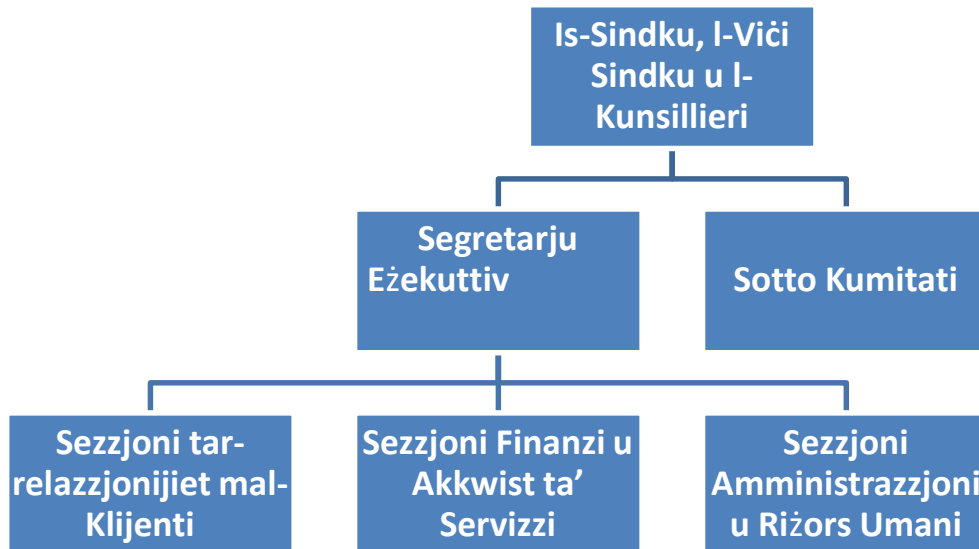 Is-Sindku, l-Viċi
Sindku u l-
Kunsillieri
Segretarju
Eżekuttiv
Sotto Kumitati
Sezzjoni tar-
relazzjonijiet mal-
Klijenti
Sezzjoni Finanzi u
Akkwist ta’
Servizzi
Sezzjoni
Amministrazzjoni
u Riżors Umani